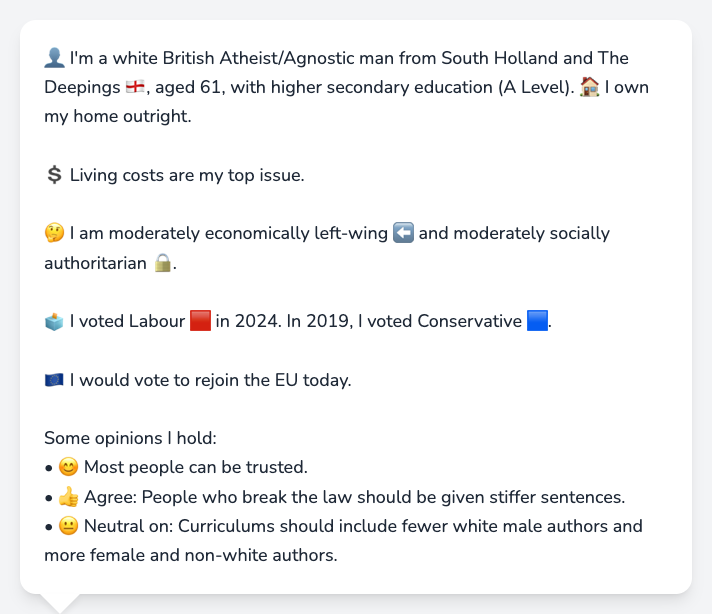 👤 I'm a white British Atheist/Agnostic man from South Holland and The
Deepings 🏴󠁧󠁢󠁥󠁮󠁧󠁿, aged 61, with higher secondary education (A Level). 🏠 I own
my home outright.
💲 Living costs are my top issue.
🤔 I am moderately economically left-wing ⬅️ and moderately socially
authoritarian 🔒.
🗳️ I voted Labour 🟥 in 2024. In 2019, I voted Conservative 🟦.
🇪🇺 I would vote to rejoin the EU today.
Some opinions I hold:
• 😊 Most people can be trusted.
• 👍 Agree: People who break the law should be given stiffer sentences.
• 😐 Neutral on: Curriculums should include fewer white male authors and
more female and non-white authors.